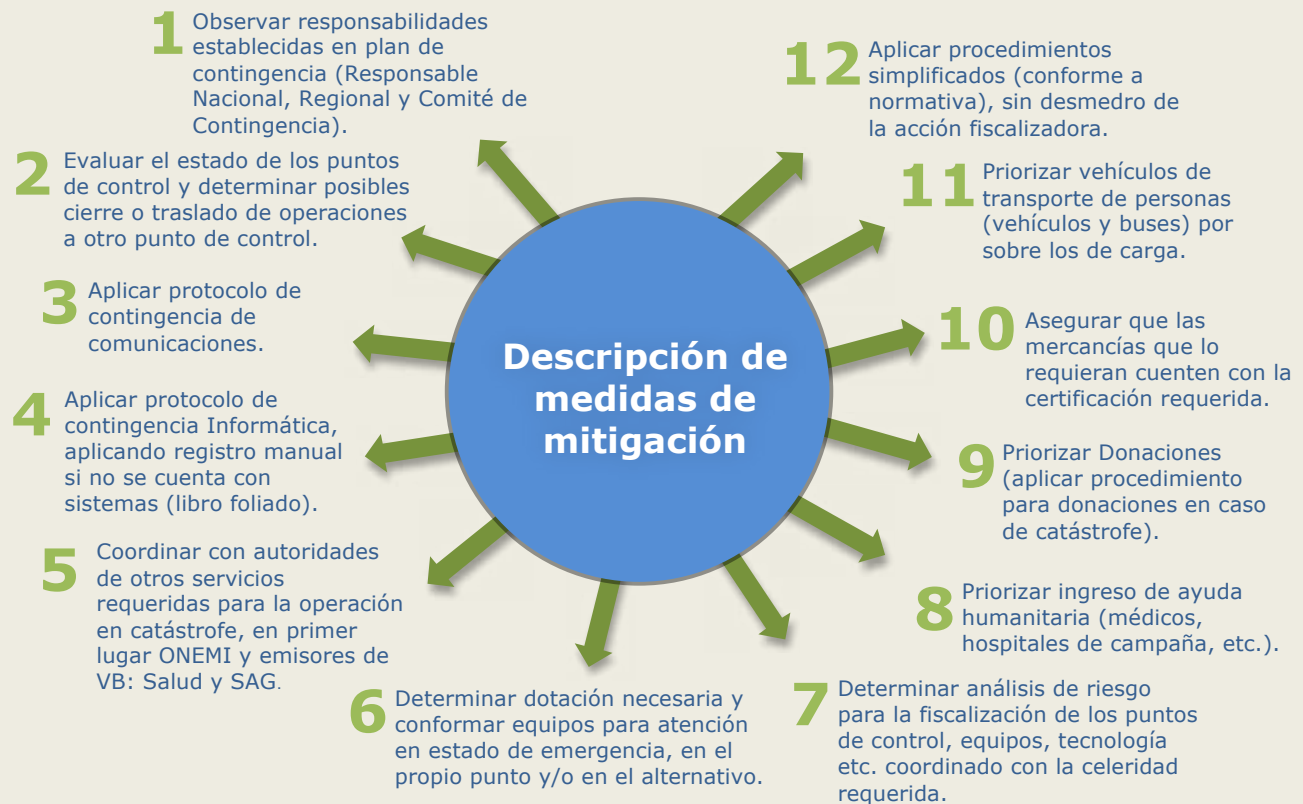 1
Observar responsabilidades
establecidas en plan de
contingencia (Responsable
Nacional, Regional y Comité de
Contingencia).
2
Evaluar el estado de los puntos
de control y determinar posibles
cierre o traslado de operaciones
a otro punto de control.
3
Aplicar protocolo de
contingencia de
comunicaciones.
4
Aplicar protocolo de
contingencia Informática,
aplicando registro manual
si no se cuenta con
sistemas (libro foliado).
5
Coordinar con autoridades
de otros servicios
requeridas para la operación
en catástrofe, en primer
lugar ONEMI y emisores de
VB: Salud y SAG.
6
Determinar dotación necesaria y
conformar equipos para atención
en estado de emergencia, en el
propio punto y/o en el alternativo.
7
Determinar análisis de riesgo
para la fiscalización de los puntos
de control, equipos, tecnología
etc. coordinado con la celeridad
requerida.
8
Priorizar ingreso de ayuda
humanitaria (médicos,
hospitales de campaña, etc.).
9
Priorizar Donaciones
(aplicar procedimiento
para donaciones en caso
de catástrofe).
10
Asegurar que las
mercancías que lo
requieran cuenten con la
certificación requerida.
11
Priorizar vehículos de
transporte de personas
(vehículos y buses) por
sobre los de carga.
12
Aplicar procedimientos
simplificados (conforme a
normativa), sin desmedro de
la acción fiscalizadora.
Descripción de
medidas de
mitigación